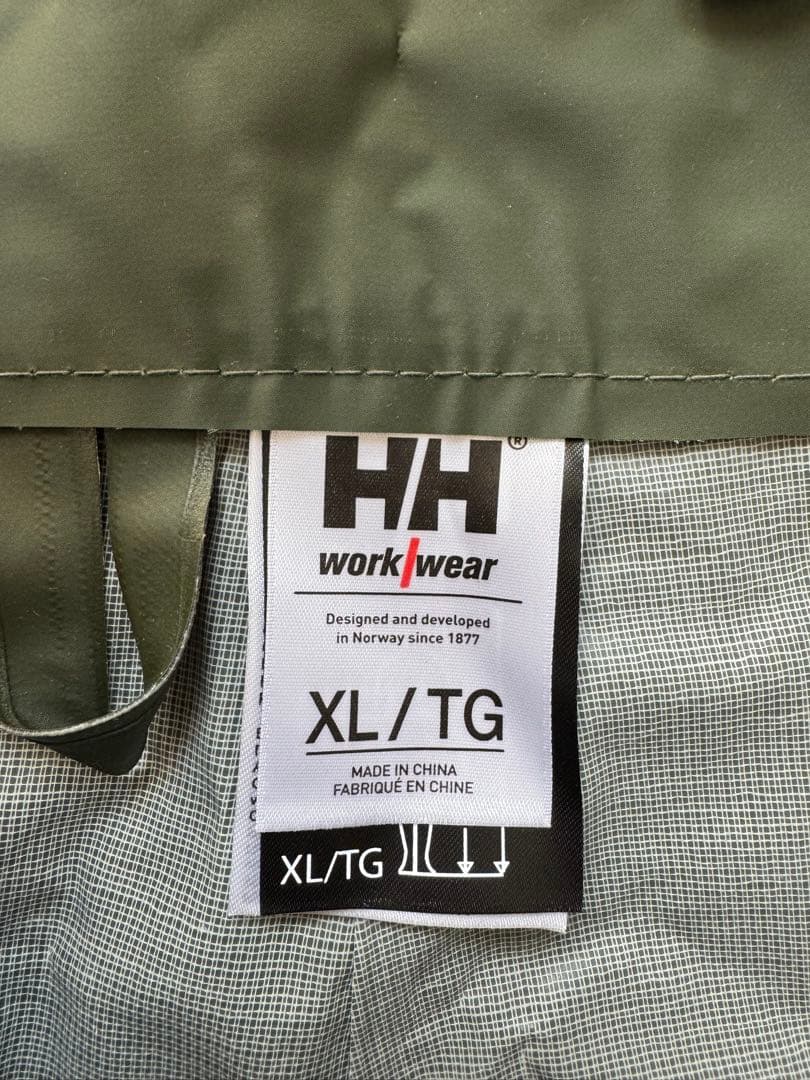 HH®
work/wear
Designed and developed
in Norway since 1877
XL/TG
MADE IN CHINA
FABRIQUÉ EN CHINE
XL/TG